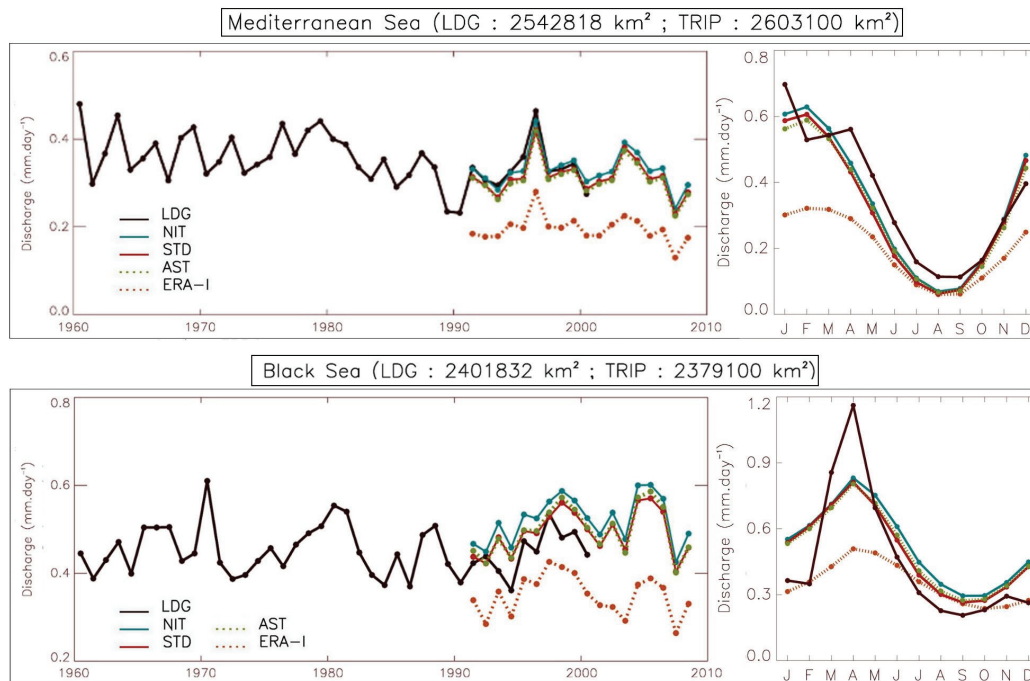 Mediterranean Sea (LDG : 2542818 km² ; TRIP : 2603100 km²)
Discharge (mm.day⁻¹)
0.6
0.4
0.2
0.0
LDG
NIT
STD
AST
ERA-I
1960 1970 1980 1990 2000 2010
Discharge (mm.day⁻¹)
0.8
0.6
0.4
0.2
0.0
J F M A M J J A S O N D
Black Sea (LDG : 2401832 km² ; TRIP : 2379100 km²)
Discharge (mm.day⁻¹)
0.8
0.6
0.4
0.2
LDG
NIT AST
STD ERA-I
1960 1970 1980 1990 2000 2010
Discharge (mm.day⁻¹)
1.2
0.9
0.6
0.3
0.0
J F M A M J J A S O N D